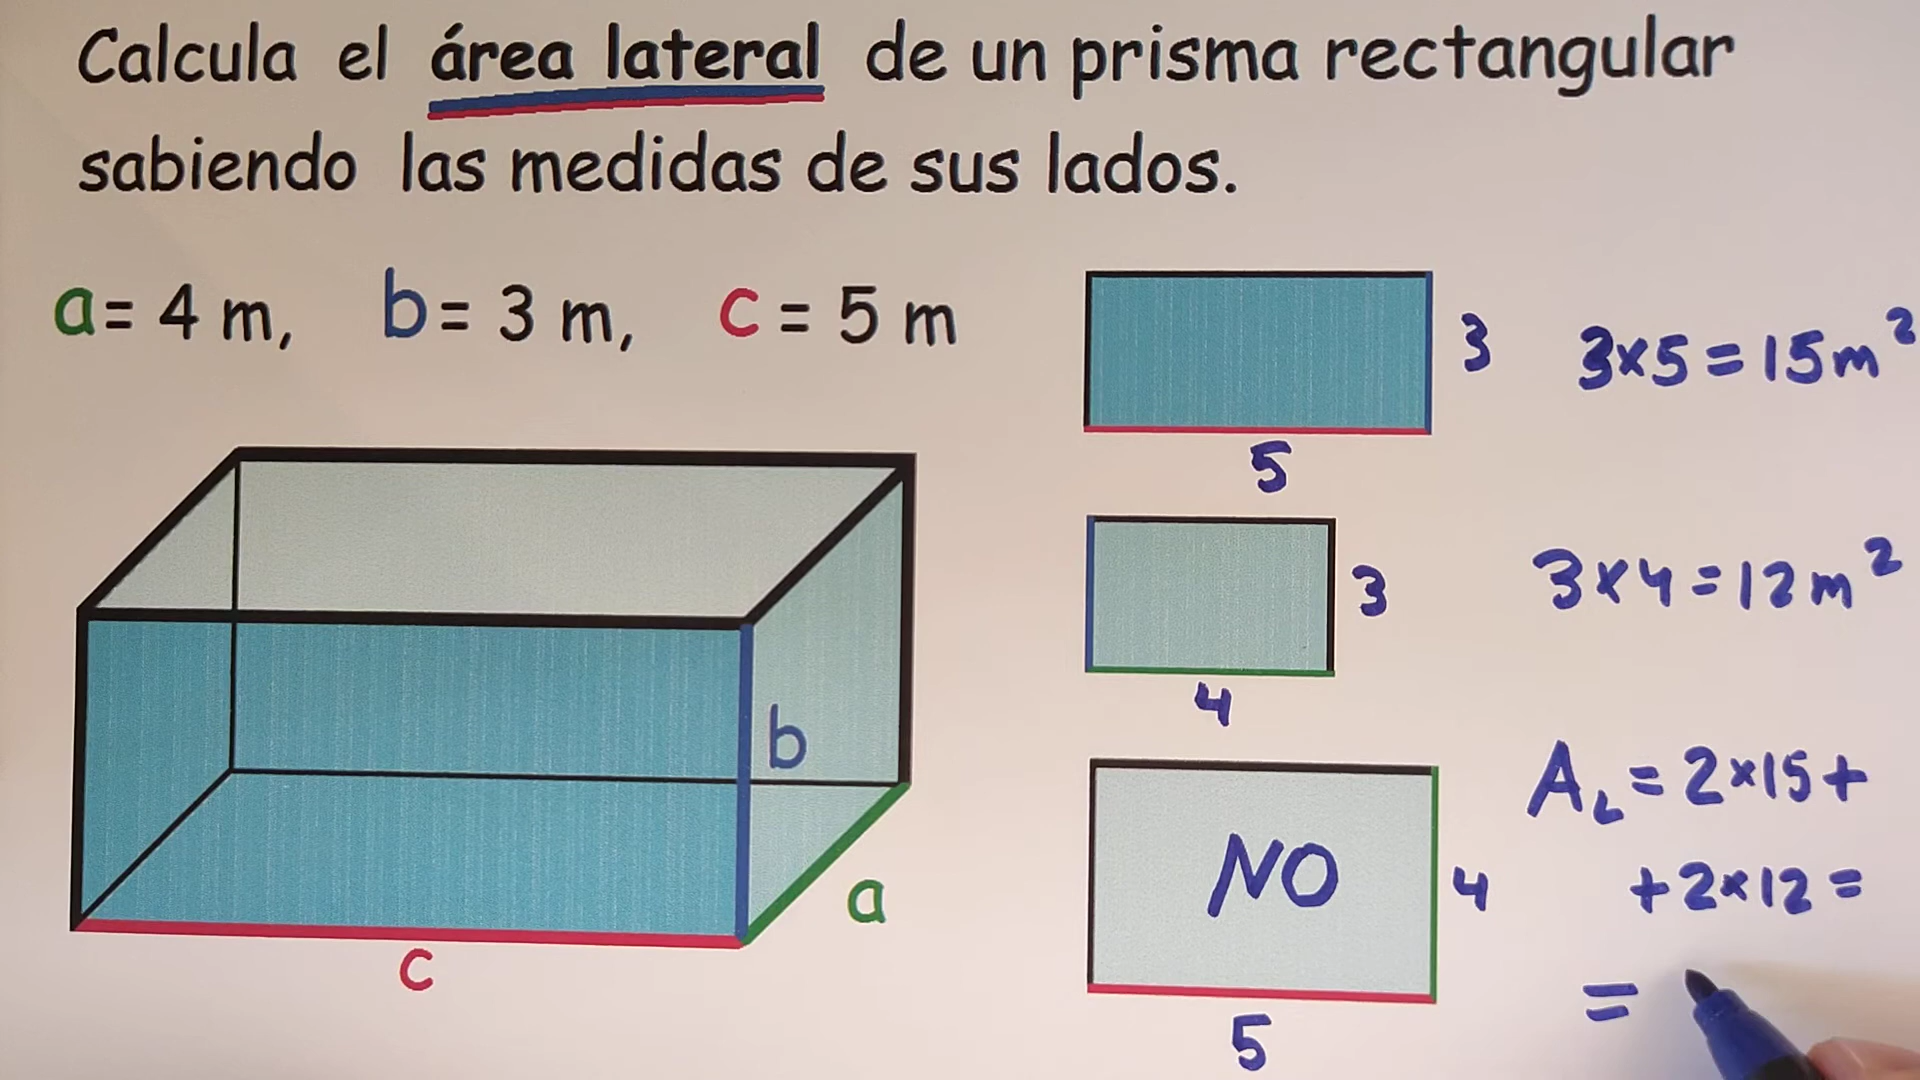 Calcula el área lateral de un prisma rectangular
sabiendo las medidas de sus lados.
a = 4 m, b = 3 m, c = 5 m
3
3x5=15m²
5
3
3x4=12m²
4
b
a
c
NO
4
5
A_L = 2x15+
+2x12=
=